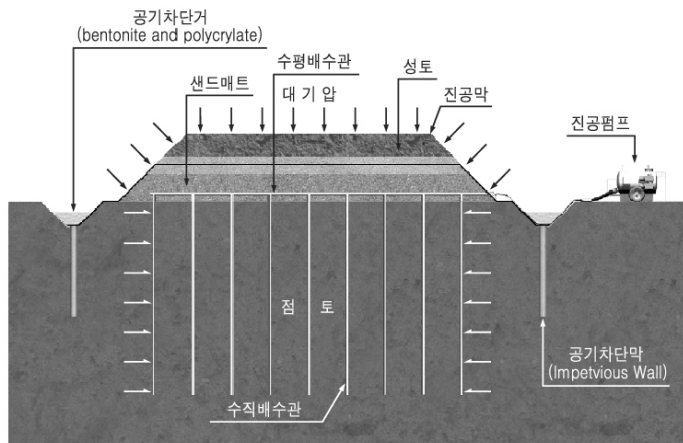 공기차단거
(bentonite and polycrylate)
수평배수관
샌드매트
대기압
성토
진공막
진공펌프
점토
공기차단막
(Impetvious Wall)
수직배수관